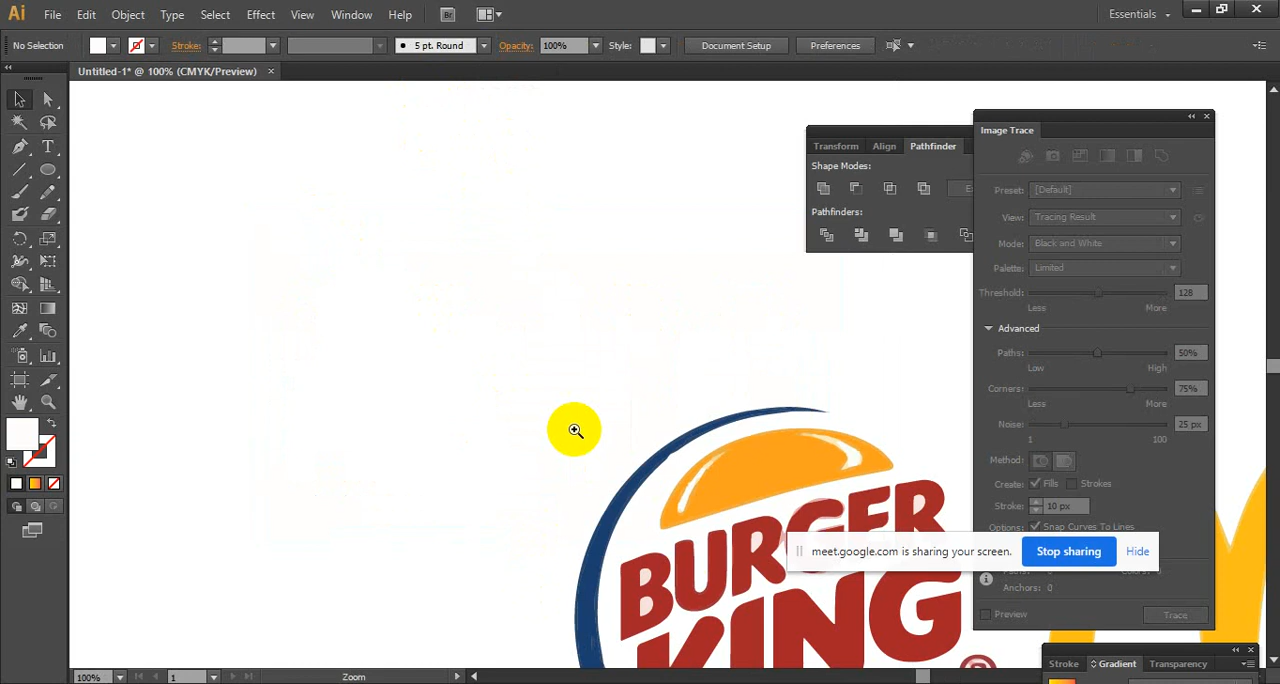 Ai File Edit Object Type Select Effect View Window Help Br Essentials
No Selection Stroke: 5 pt. Round Opacity: 100% Style: Document Setup Preferences
Untitled-1* @ 100% (CMYK/Preview) ×
Image Trace
Transform Align Pathfinder
Shape Modes:
Pathfinders:
Preset: [Default]
View: Tracing Result
Mode: Black and White
Palette: Limited
Threshold: 128
Less More
Advanced
Paths: 50%
Low High
Corners: 75%
Less More
Noise: 25 px
1 100
Method:
Create: Fills Strokes
Stroke: 10 px
Options: Snap Curves To Lines
meet.google.com is sharing your screen. Stop sharing Hide
Anchors: 0
Preview Trace
BURGER
KING
®
Stroke Gradient Transparency
100% 1 Zoom